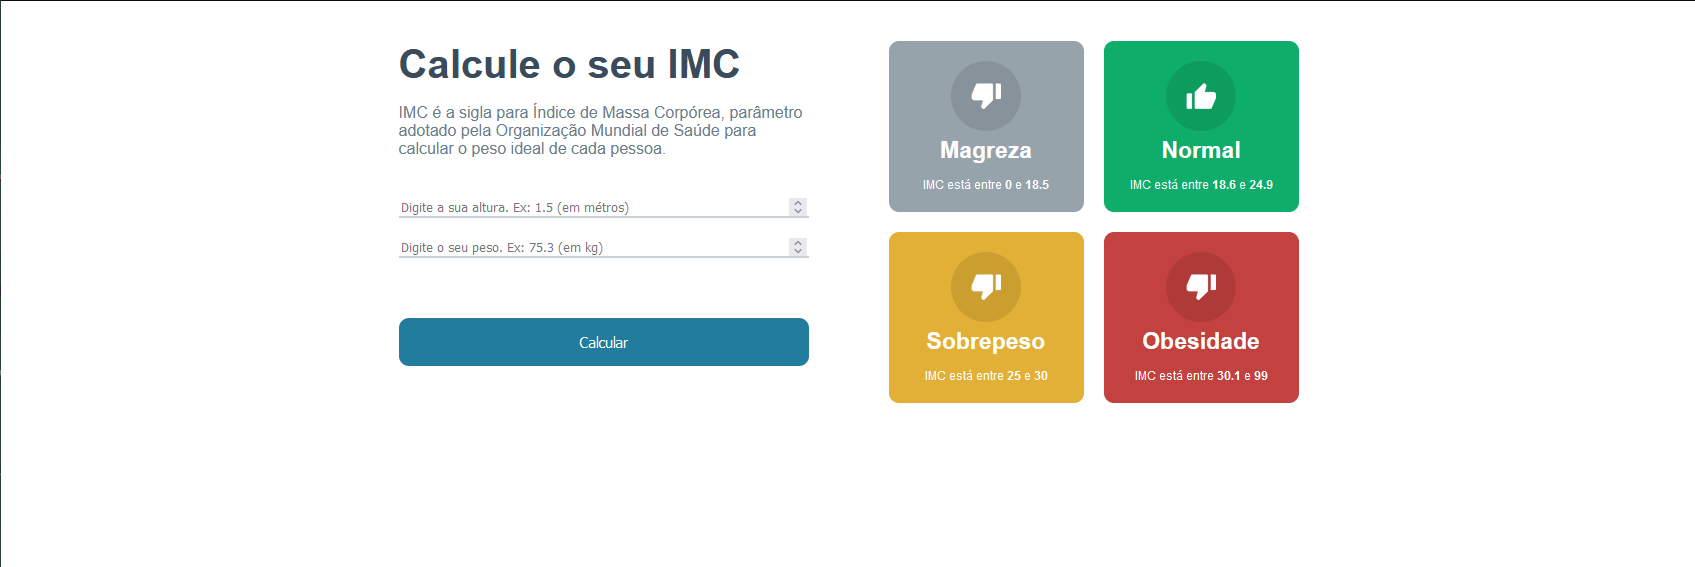 Calcule o seu IMC
IMC é a sigla para Índice de Massa Corpórea, parâmetro
adotado pela Organização Mundial de Saúde para
calcular o peso ideal de cada pessoa.
Digite a sua altura. Ex: 1.5 (em métros)
Digite o seu peso. Ex: 75.3 (em kg)
Calcular
Magreza
IMC está entre 0 e 18.5
Normal
IMC está entre 18.6 e 24.9
Sobrepeso
IMC está entre 25 e 30
Obesidade
IMC está entre 30.1 e 99